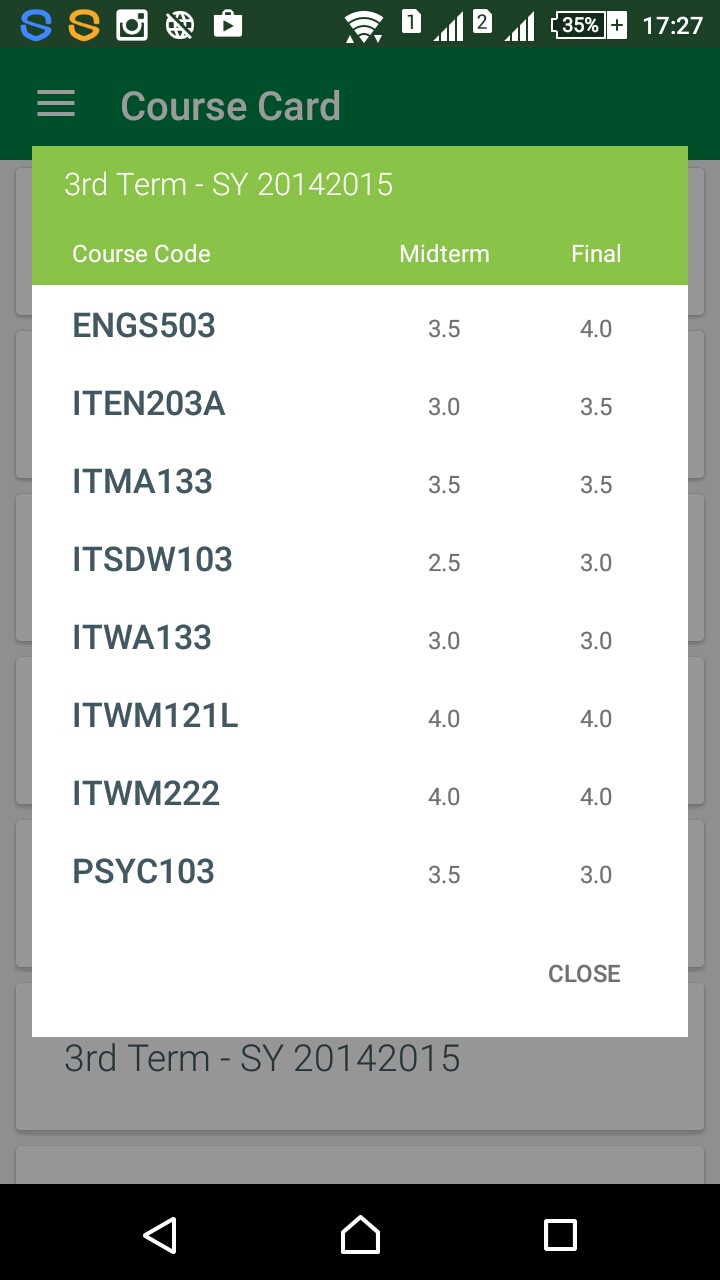 1 2 35% 17:27
Course Card
3rd Term - SY 20142015
Course Code Midterm Final
ENGS503 3.5 4.0
ITEN203A 3.0 3.5
ITMA133 3.5 3.5
ITSDW103 2.5 3.0
ITWA133 3.0 3.0
ITWM121L 4.0 4.0
ITWM222 4.0 4.0
PSYC103 3.5 3.0
CLOSE
3rd Term - SY 20142015